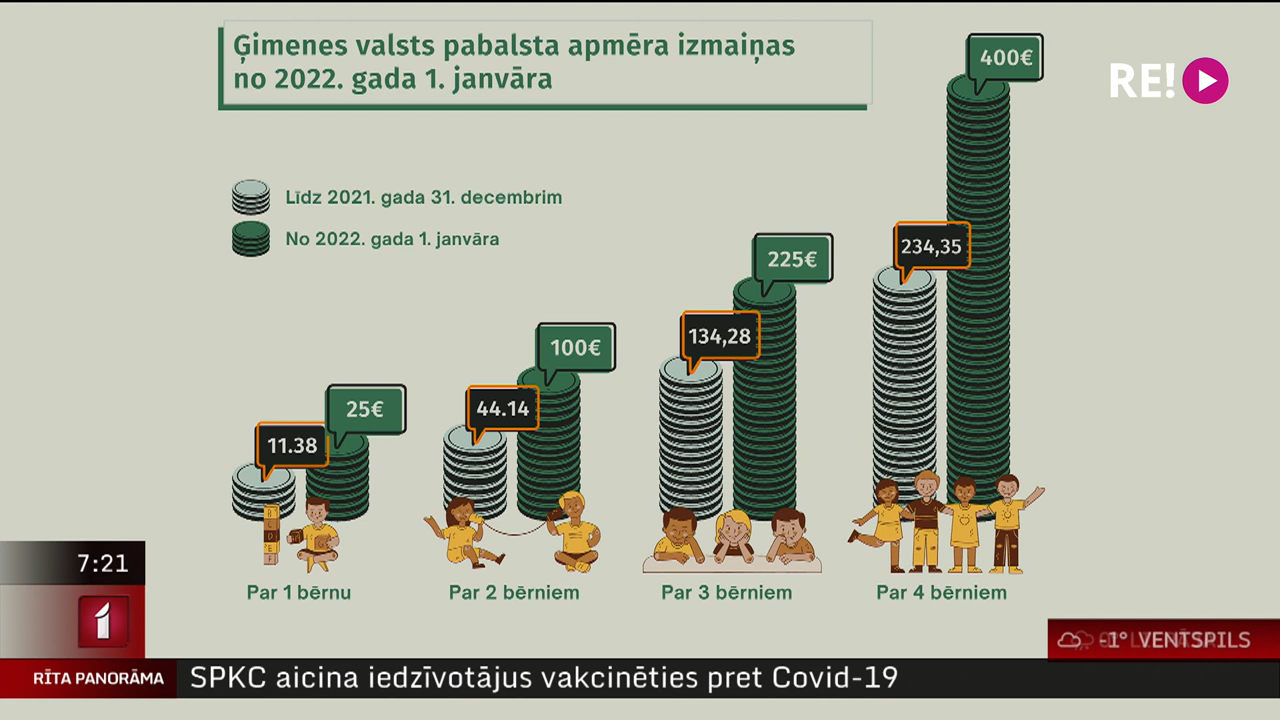 Ģimenes valsts pabalsta apmēra izmaiņas
no 2022. gada 1. janvāra
RE!
Līdz 2021. gada 31. decembrim
No 2022. gada 1. janvāra
11.38
25€
44.14
100€
134,28
225€
234,35
400€
Par 1 bērnu
Par 2 bērniem
Par 3 bērniem
Par 4 bērniem
7:21
1
-1° VENTSPILS
RĪTA PANORĀMA
SPKC aicina iedzīvotājus vakcinēties pret Covid-19